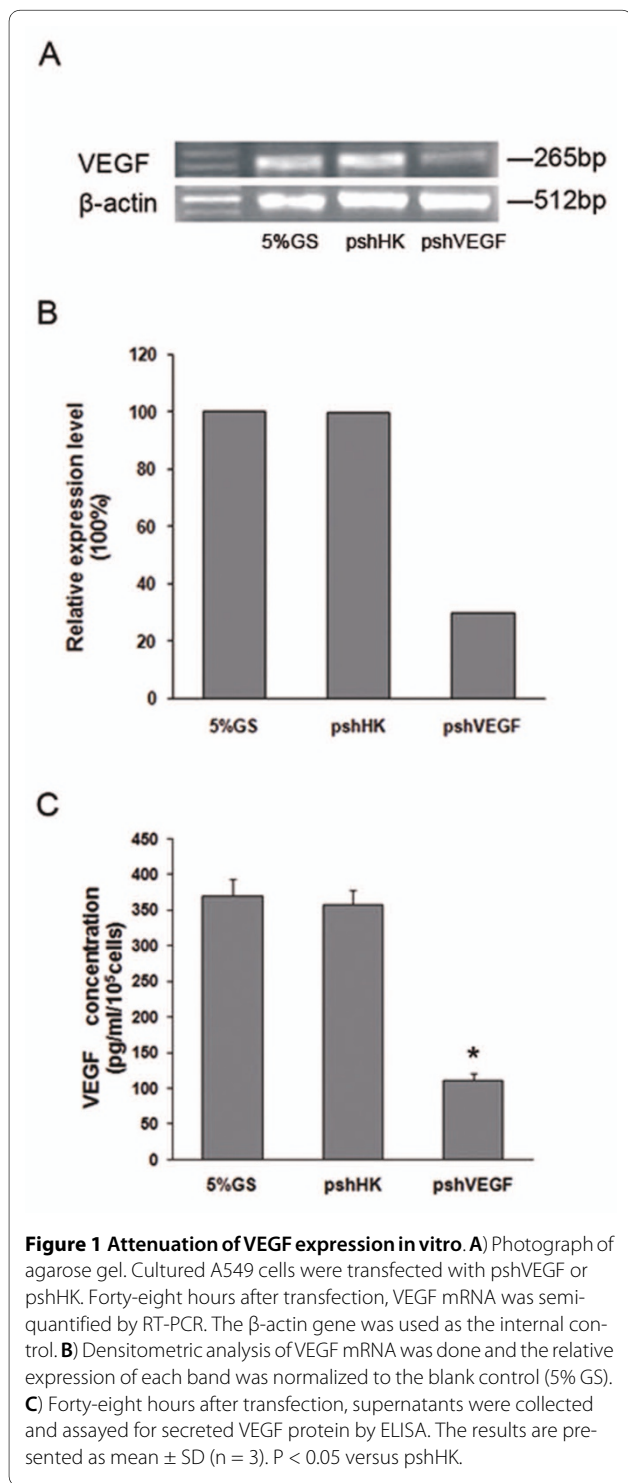 A
VEGF —265bp
β-actin —512bp
5%GS pshHK pshVEGF
B
Relative expression level
(100%)
120
100
80
60
40
20
0
5%GS pshHK pshVEGF
C
VEGF concentration
(pg/ml/10⁵cells)
450
400
350
300
250
200
150
100
50
0
*
5%GS pshHK pshVEGF
Figure 1 Attenuation of VEGF expression in vitro. A) Photograph of
agarose gel. Cultured A549 cells were transfected with pshVEGF or
pshHK. Forty-eight hours after transfection, VEGF mRNA was semi-
quantified by RT-PCR. The β-actin gene was used as the internal con-
trol. B) Densitometric analysis of VEGF mRNA was done and the relative
expression of each band was normalized to the blank control (5% GS).
C) Forty-eight hours after transfection, supernatants were collected
and assayed for secreted VEGF protein by ELISA. The results are pre-
sented as mean ± SD (n = 3). P < 0.05 versus pshHK.